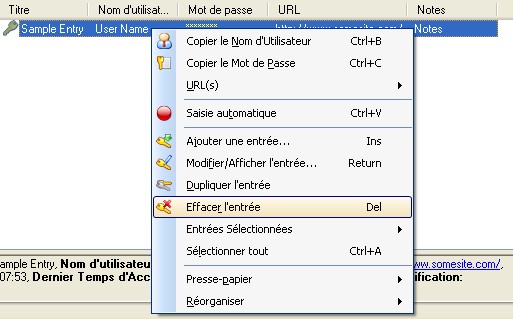 Titre Nom d'utilisat... Mot de passe URL Notes
Sample Entry User Name ******** http://www.somesite.com/ Notes
Copier le Nom d'Utilisateur Ctrl+B
Copier le Mot de Passe Ctrl+C
URL(s)
Saisie automatique Ctrl+V
Ajouter une entrée... Ins
Modifier/Afficher l'entrée... Return
Dupliquer l'entrée
Effacer l'entrée Del
Entrées Sélectionnées
Sélectionner tout Ctrl+A
Presse-papier
Réorganiser
ample Entry, Nom d'utilisateu ww.somesite.com/,
07:53, Dernier Temps d'Acc ification: